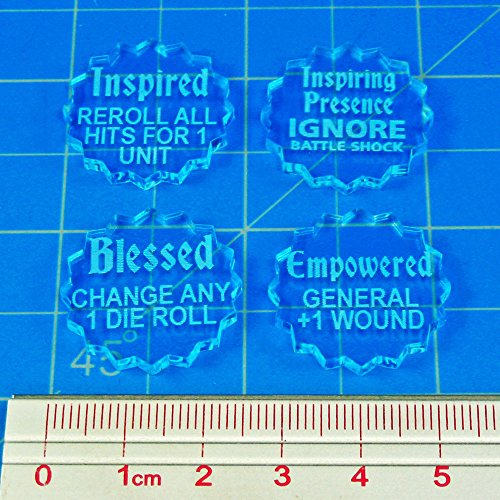 Inspired
REROLL ALL
HITS FOR 1
UNIT
Inspiring
Presence
IGNORE
BATTLE SHOCK
Blessed
CHANGE ANY
1 DIE ROLL
Empowered
GENERAL
+1 WOUND
45°
0 1cm 2 3 4 5